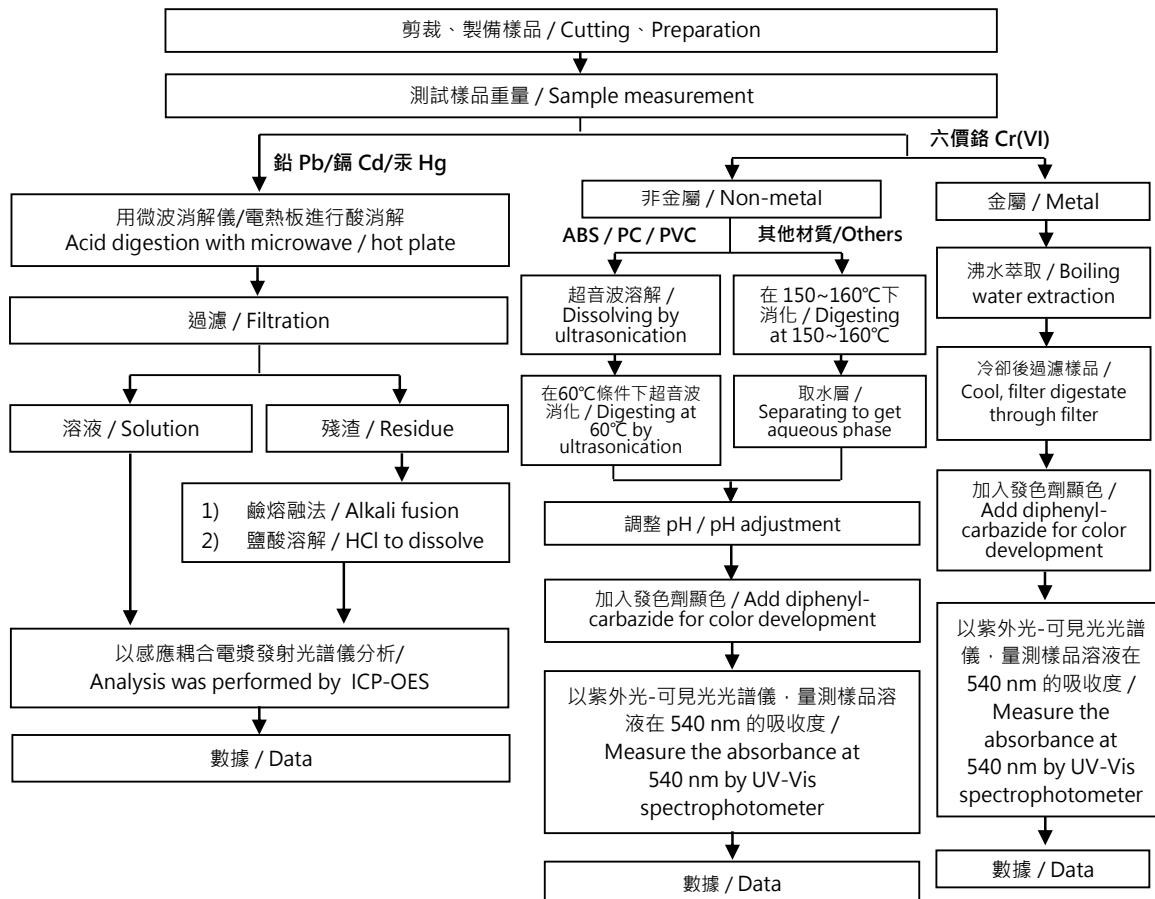 剪裁、製備樣品 / Cutting、Preparation
測試樣品重量 / Sample measurement
鉛 Pb/鎘 Cd/汞 Hg
用微波消解儀/電熱板進行酸消解
Acid digestion with microwave / hot plate
過濾 / Filtration
溶液 / Solution
殘渣 / Residue
1) 鹼熔融法 / Alkali fusion
2) 鹽酸溶解 / HCl to dissolve
以感應耦合電漿發射光譜儀分析/
Analysis was performed by ICP-OES
數據 / Data
六價鉻 Cr(VI)
非金屬 / Non-metal
ABS / PC / PVC
超音波溶解 /
Dissolving by
ultrasonication
在60℃條件下超音波
消化 / Digesting at
60℃ by
ultrasonication
其他材質/Others
在 150~160℃下
消化 / Digesting
at 150~160℃
取水層 /
Separating to get
aqueous phase
調整 pH / pH adjustment
加入發色劑顯色 / Add diphenyl-
carbazide for color development
以紫外光-可見光光譜儀，量測樣品溶
液在 540 nm 的吸收度 /
Measure the absorbance at
540 nm by UV-Vis
spectrophotometer
數據 / Data
金屬 / Metal
沸水萃取 / Boiling
water extraction
冷卻後過濾樣品 /
Cool, filter digestate
through filter
加入發色劑顯色 /
Add diphenyl-
carbazide for color
development
以紫外光-可見光光譜
儀，量測樣品溶液在
540 nm 的吸收度 /
Measure the
absorbance at
540 nm by UV-Vis
spectrophotometer
數據 / Data